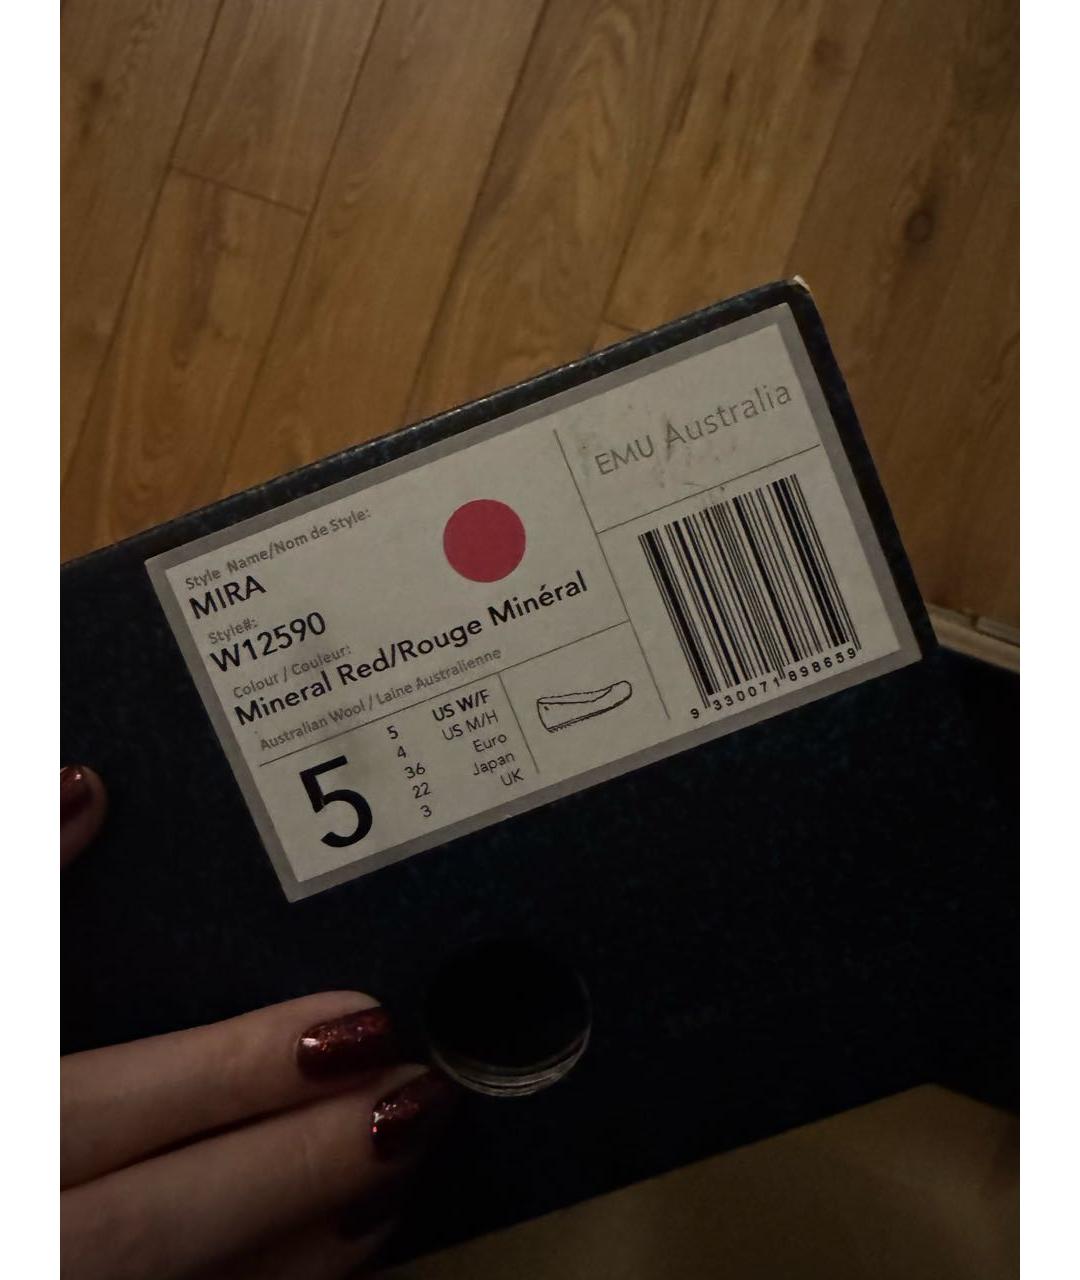 Style Name/Nom de Style:
MIRA
Style#:
W12590
Colour / Couleur:
Mineral Red/Rouge Minéral
Australian Wool / Laine Australienne
5
5 US W/F
4 US M/H
36 Euro
22 Japan
3 UK
EMU Australia
9 330071 898659